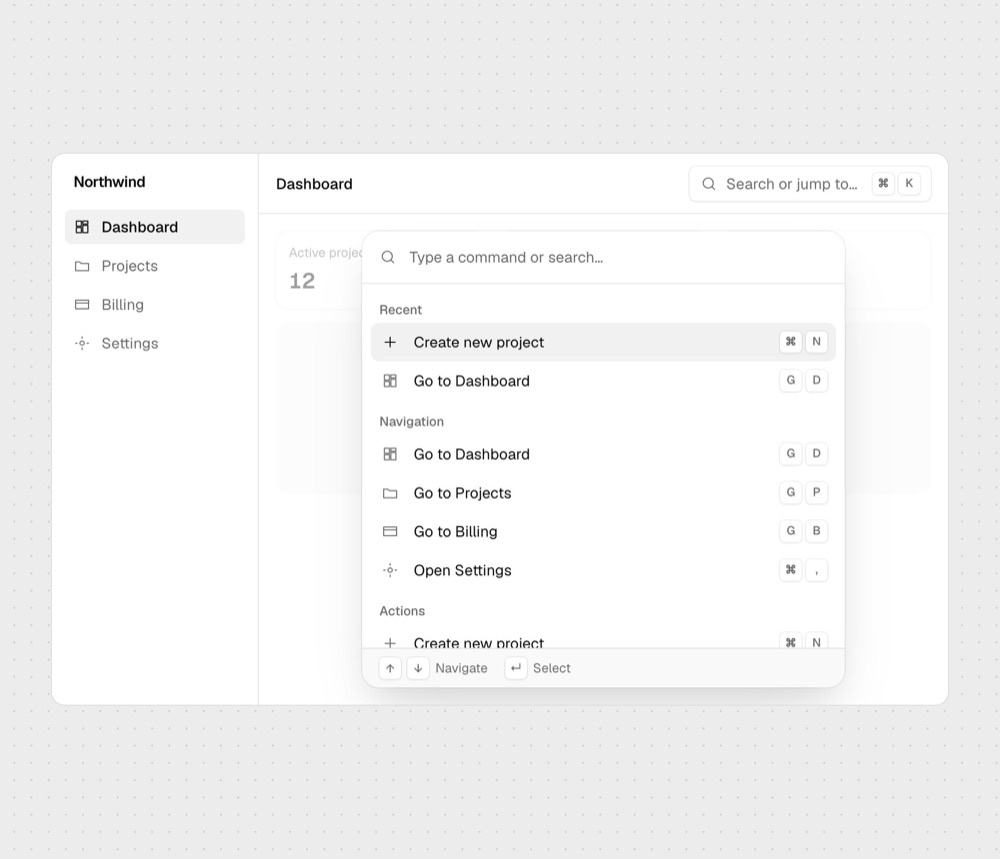 Northwind
Dashboard
Projects
Billing
Settings
Dashboard
Search or jump to... ⌘ K
Active projec
12
Type a command or search...
Recent
Create new project ⌘ N
Go to Dashboard G D
Navigation
Go to Dashboard G D
Go to Projects G P
Go to Billing G B
Open Settings ⌘ ,
Actions
Create new project ⌘ N
↑ ↓ Navigate ↵ Select